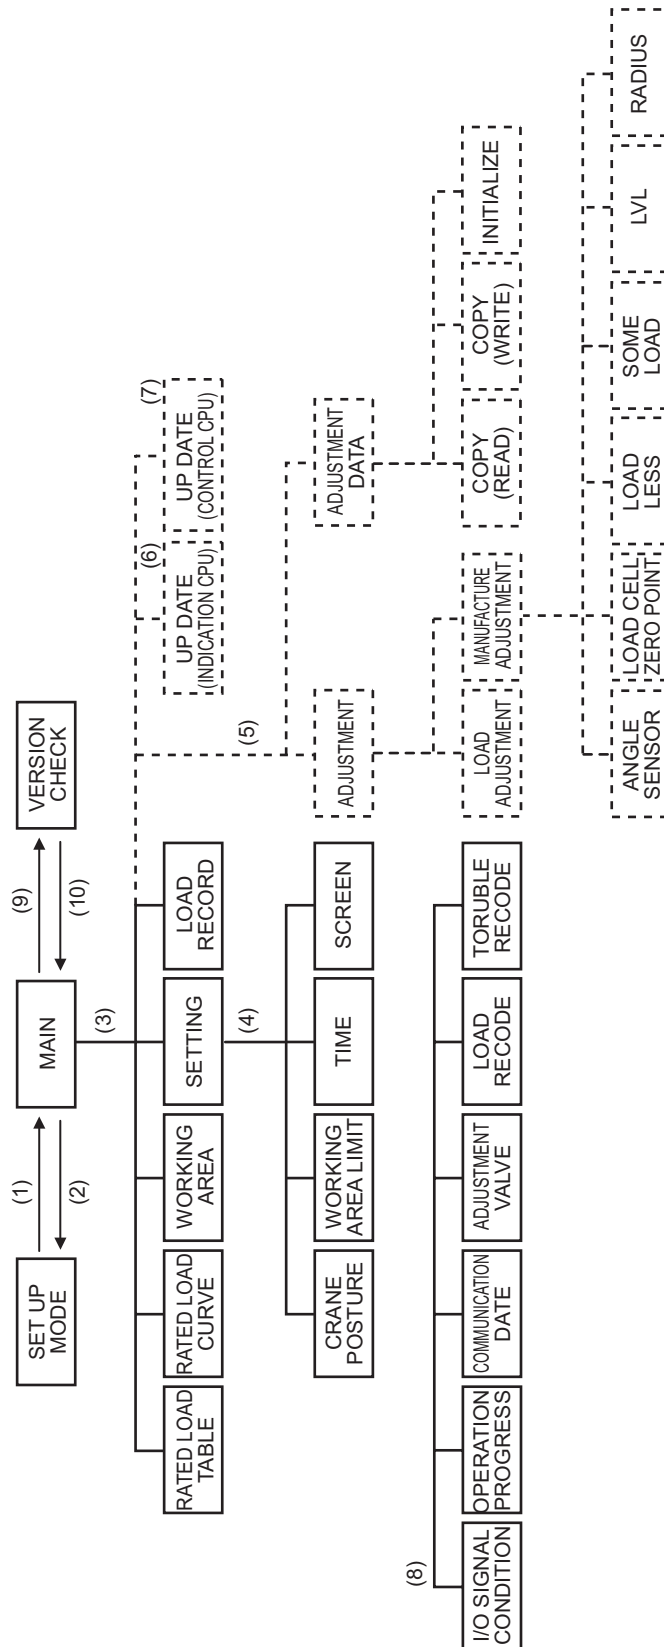 SET UP
MODE
(1)
(2)
MAIN
(9)
(10)
VERSION
CHECK
(3)
RATED LOAD
TABLE
RATED LOAD
CURVE
WORKING
AREA
SETTING
LOAD
RECORD
UP DATE
(INDICATION CPU)
(6)
UP DATE
(CONTROL CPU)
(7)
(4)
(5)
CRANE
POSTURE
WORKING
AREA LIMIT
TIME
SCREEN
ADJUSTMENT
ADJUSTMENT
DATA
(8)
I/O SIGNAL
CONDITION
OPERATION
PROGRESS
COMMUNICATION
DATE
ADJUSTMENT
VALVE
LOAD
RECODE
TORUBLE
RECODE
LOAD
ADJUSTMENT
MANUFACTURE
ADJUSTMENT
COPY
(READ)
COPY
(WRITE)
INITIALIZE
ANGLE
SENSOR
LOAD CELL
ZERO POINT
LOAD
LESS
SOME
LOAD
LVL
RADIUS